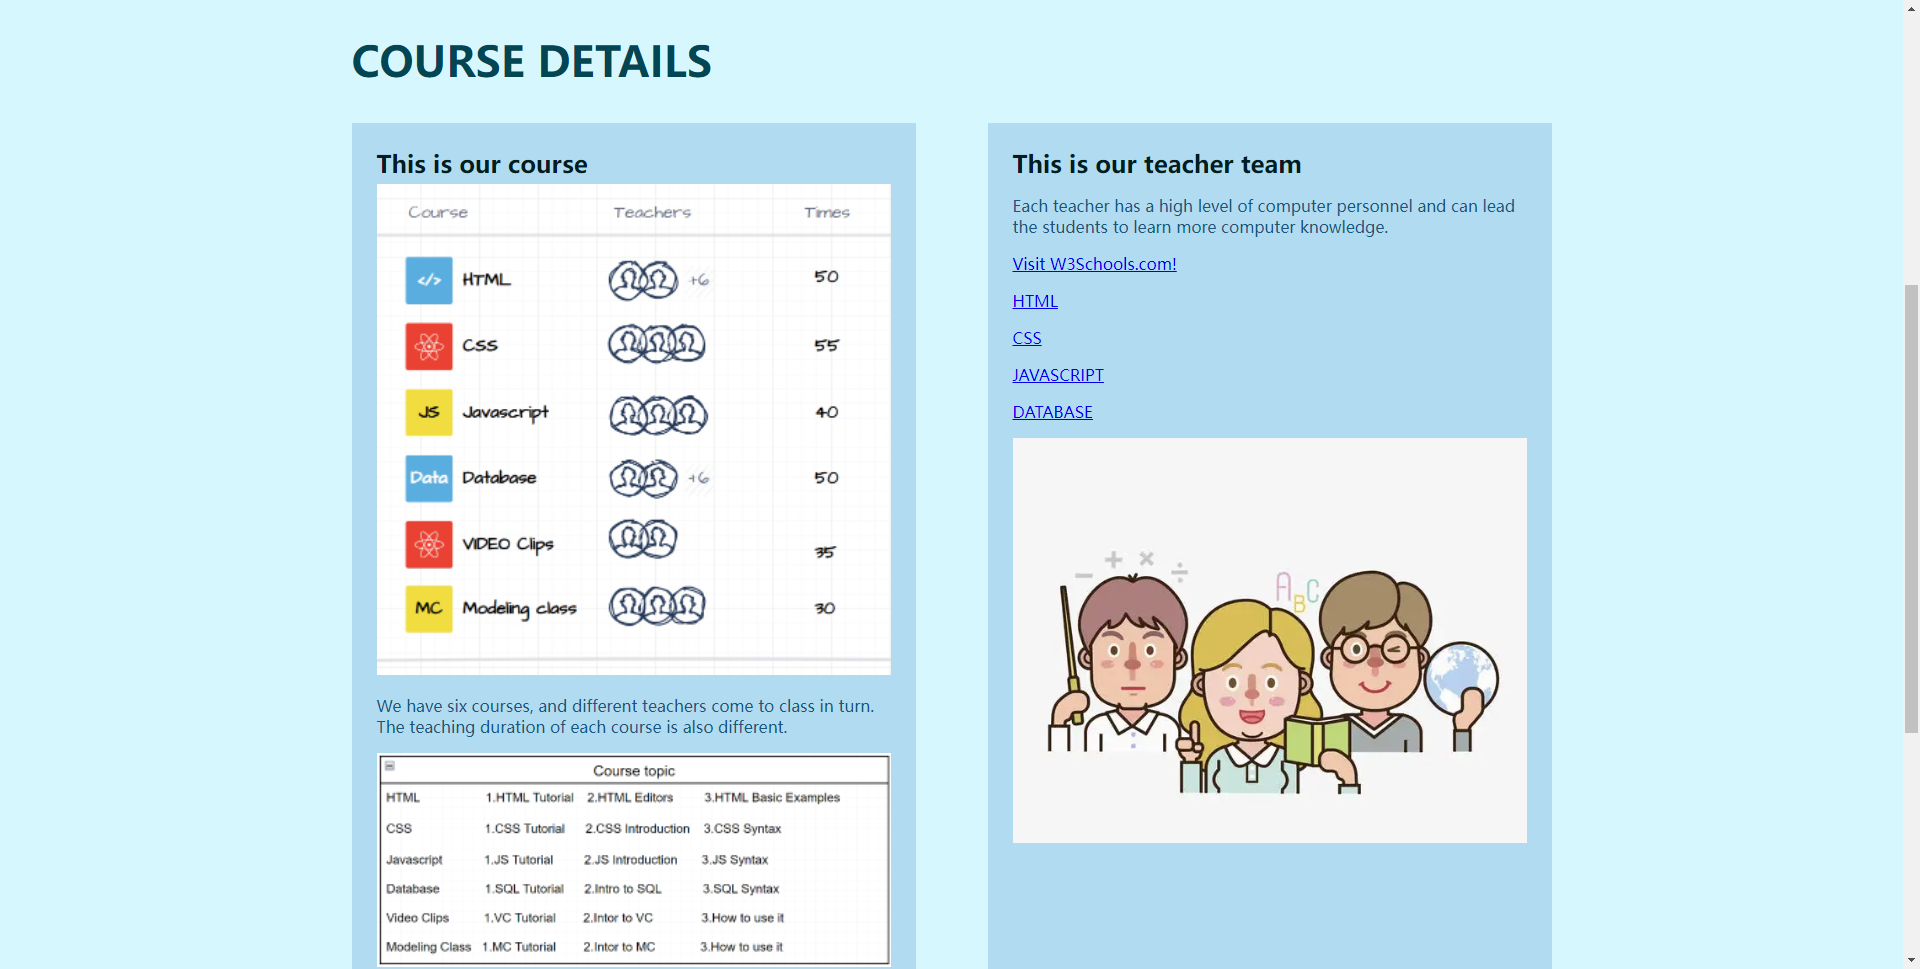 COURSE DETAILS
This is our course
Course Teachers Times
</> HTML +6 50
CSS 55
JS Javascript 40
Data Database +6 50
VIDEO Clips 35
MC Modeling class 30
We have six courses, and different teachers come to class in turn.
The teaching duration of each course is also different.
Course topic
HTML 1.HTML Tutorial 2.HTML Editors 3.HTML Basic Examples
CSS 1.CSS Tutorial 2.CSS Introduction 3.CSS Syntax
Javascript 1.JS Tutorial 2.JS Introduction 3.JS Syntax
Database 1.SQL Tutorial 2.Intro to SQL 3.SQL Syntax
Video Clips 1.VC Tutorial 2.Intor to VC 3.How to use it
Modeling Class 1.MC Tutorial 2.Intor to MC 3.How to use it
This is our teacher team
Each teacher has a high level of computer personnel and can lead
the students to learn more computer knowledge.
Visit W3Schools.com!
HTML
CSS
JAVASCRIPT
DATABASE
− + × ÷
A B C